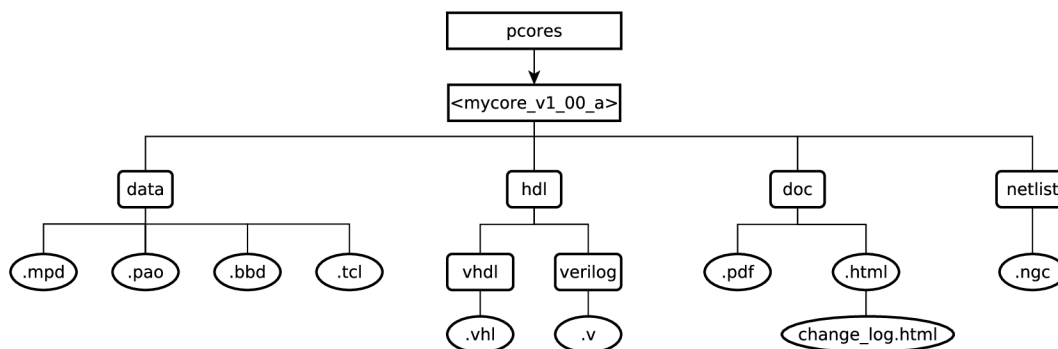 pcores
<mycore_v1_00_a>
data
hdl
doc
netlist
.mpd
.pao
.bbd
.tcl
vhdl
verilog
.pdf
.html
.ngc
.vhl
.v
change_log.html